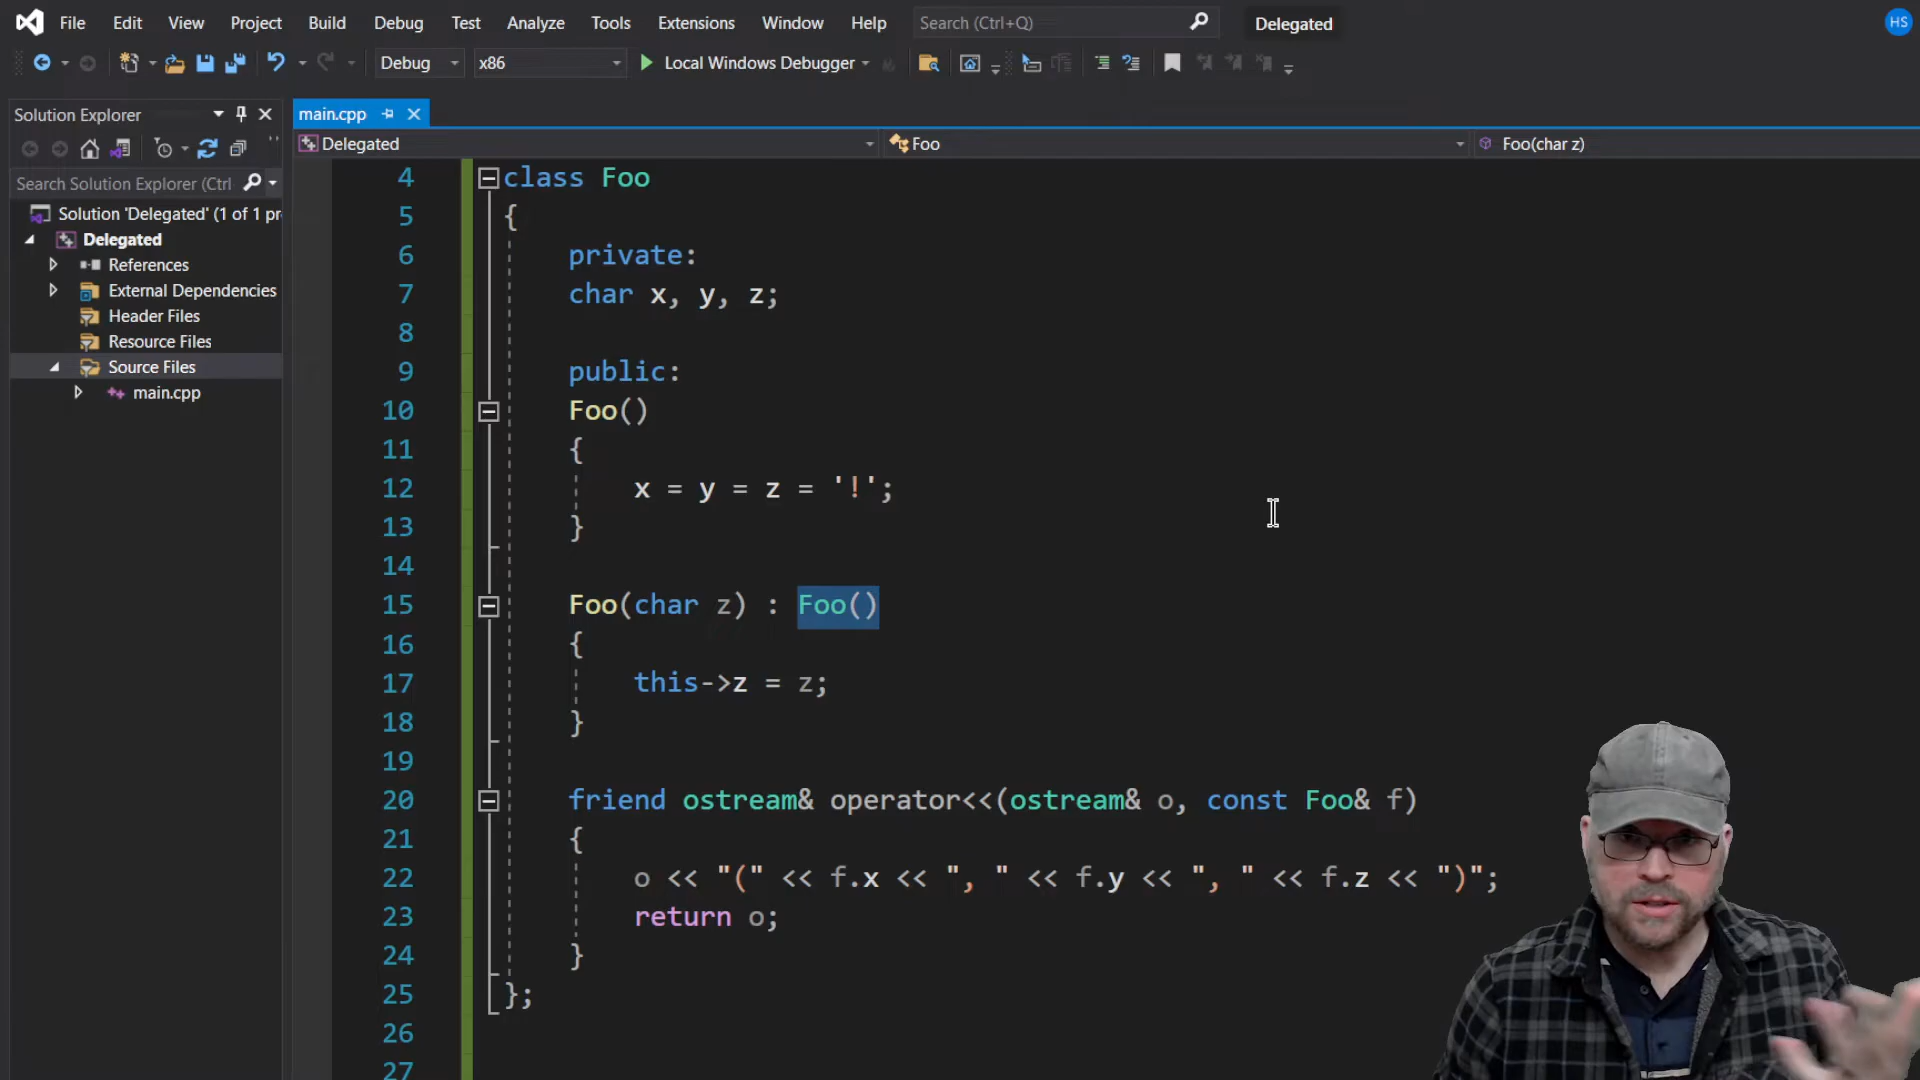 File Edit View Project Build Debug Test Analyze Tools Extensions Window Help Search (Ctrl+Q) Delegated HS
Debug x86 Local Windows Debugger
Solution Explorer
main.cpp
Delegated Foo Foo(char z)
Search Solution Explorer (Ctrl
Solution 'Delegated' (1 of 1 pr
Delegated
References
External Dependencies
Header Files
Resource Files
Source Files
main.cpp
4 class Foo
5 {
6 private:
7 char x, y, z;
8
9 public:
10 Foo()
11 {
12 x = y = z = '!';
13 }
14
15 Foo(char z) : Foo()
16 {
17 this->z = z;
18 }
19
20 friend ostream& operator<<(ostream& o, const Foo& f)
21 {
22 o << "(" << f.x << ", " << f.y << ", " << f.z << ")";
23 return o;
24 }
25 };
26
27